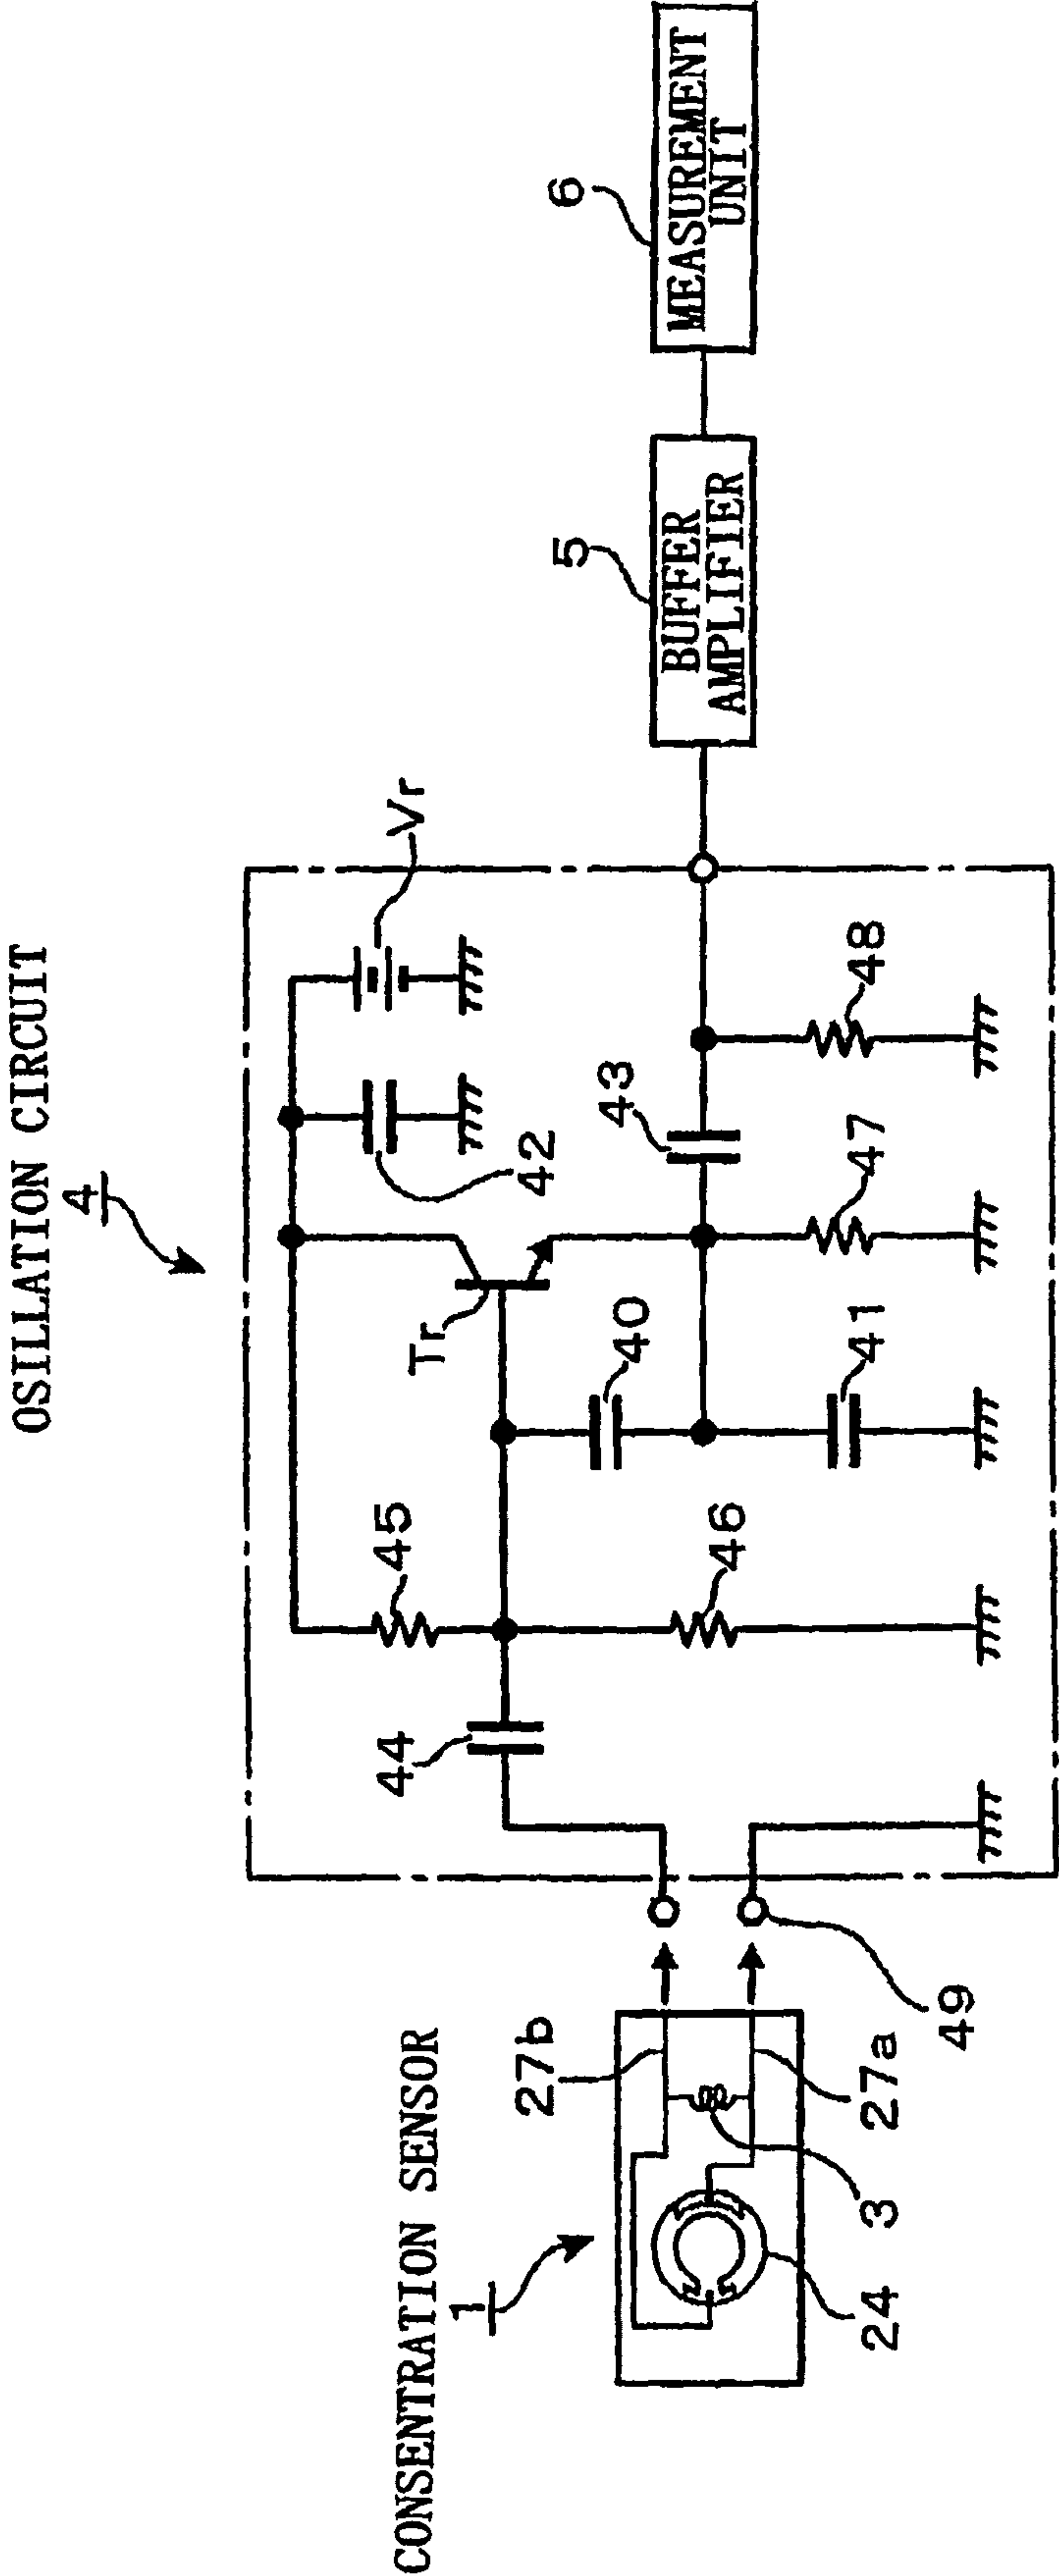 OSILLATION CIRCUIT
4
CONSENTRATION SENSOR
1
27b
27a
3
24
49
44
45
46
Tr
40
41
42
43
47
48
Vr
5
BUFFER
AMPLIFIER
6
MEASUREMENT
UNIT